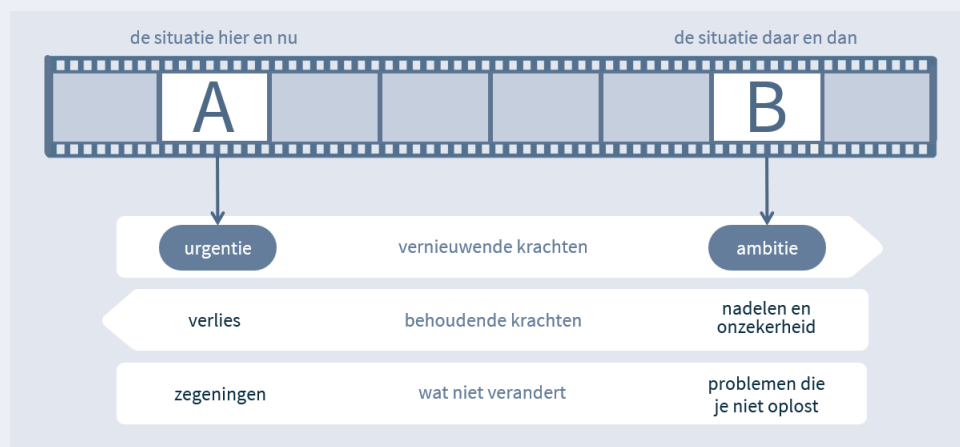 de situatie hier en nu
de situatie daar en dan
A
B
urgentie
vernieuwende krachten
ambitie
verlies
behoudende krachten
nadelen en
onzekerheid
zegeningen
wat niet verandert
problemen die
je niet oplost